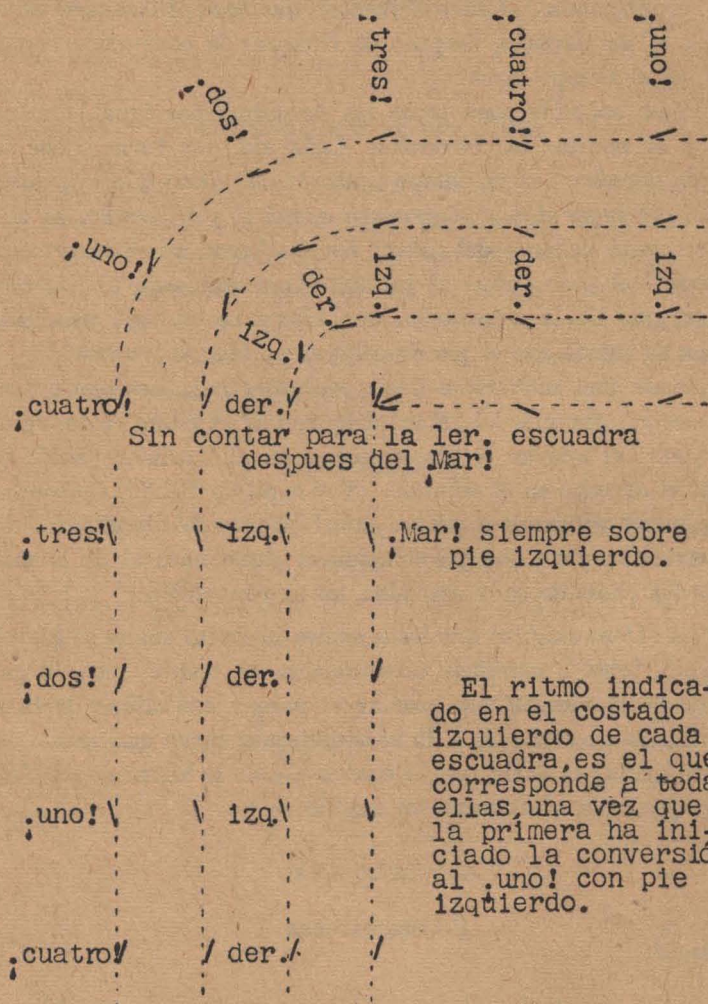 ¡tres!
¡cuatro!
¡uno!
¡dos!
¡uno!
der.
izq.
der.
izq.
izq.
¡cuatro! der.
Sin contar para la 1er. escuadra
despues del ¡Mar!
¡tres! izq. ¡Mar! siempre sobre
pie izquierdo.
¡dos! der.
El ritmo indica-
do en el costado
izquierdo de cada
escuadra,es el que
corresponde a toda
ellas,una vez que
la primera ha ini-
ciado la conversió
al ¡uno! con pie
izquierdo.
¡uno! izq.
¡cuatro! der.